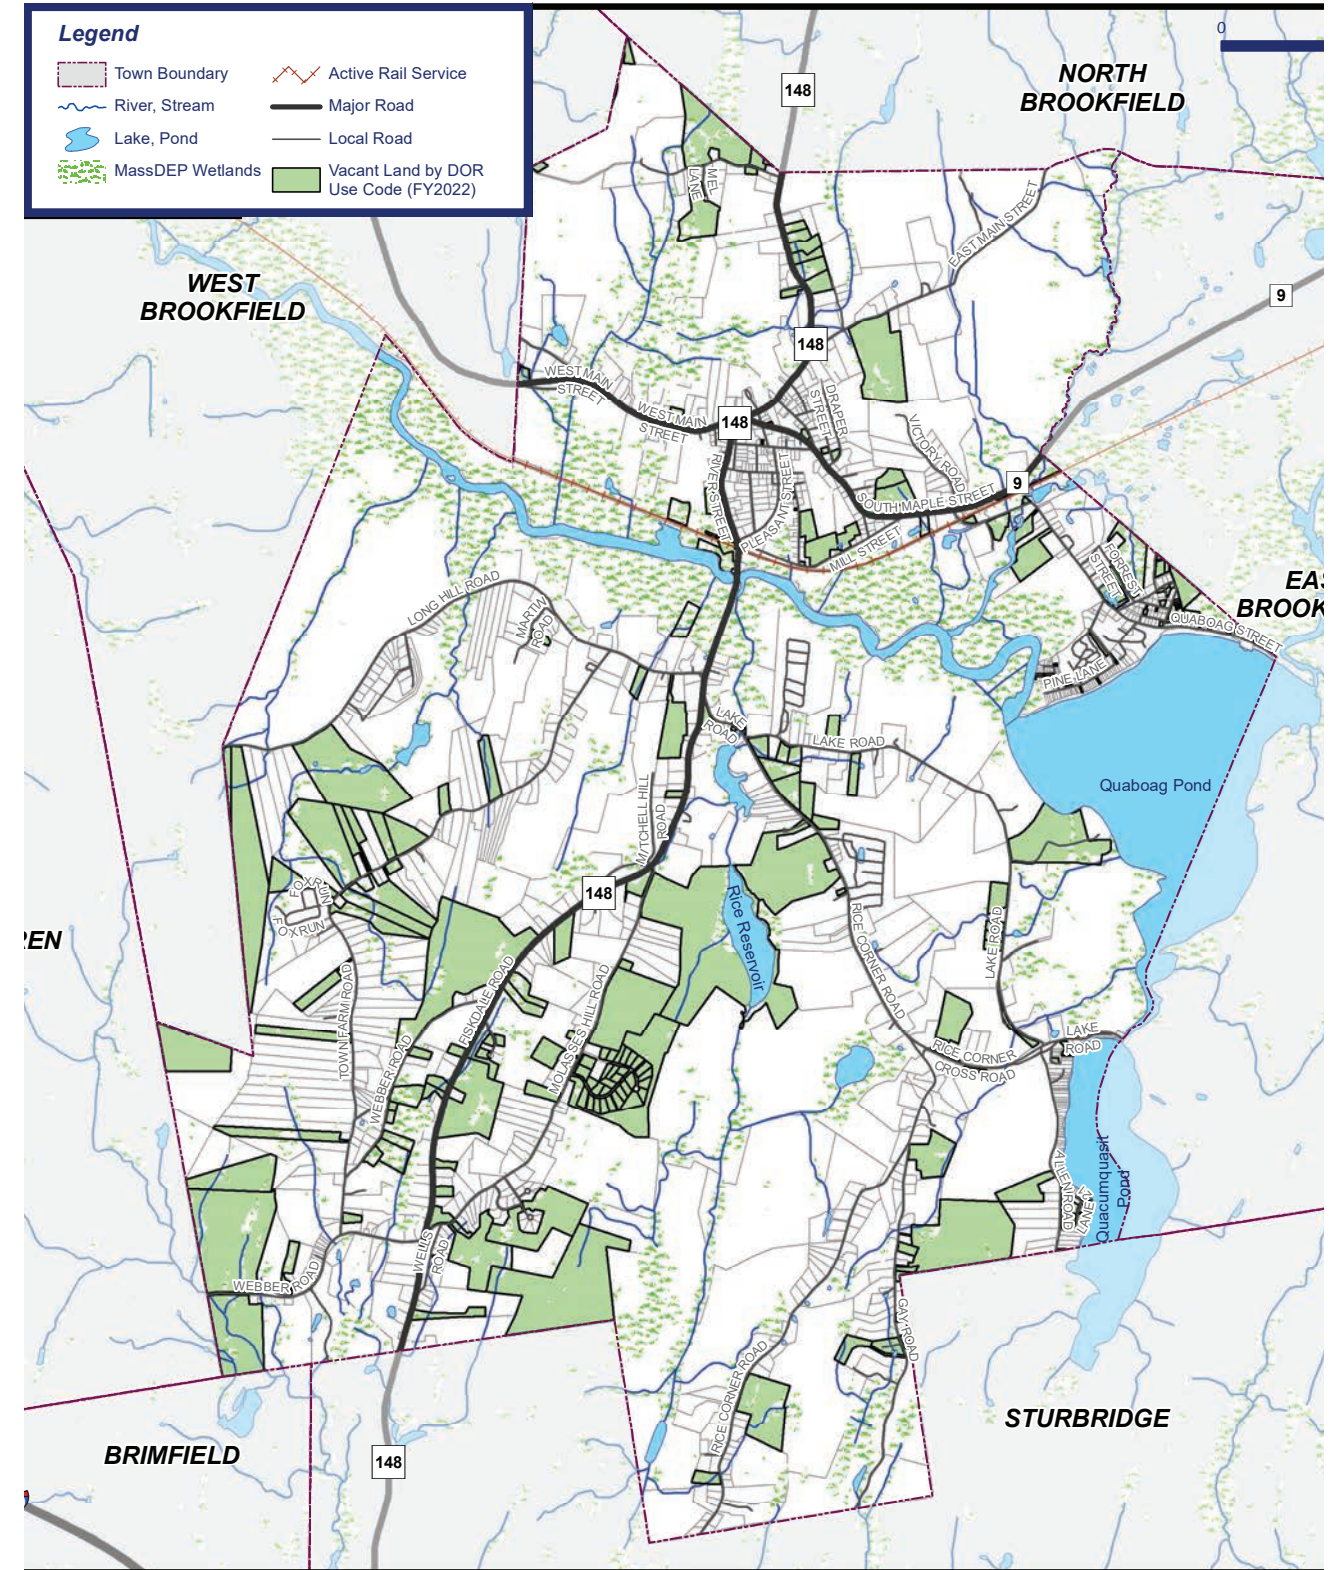 Legend
Town Boundary
Active Rail Service
River, Stream
Major Road
Lake, Pond
Local Road
MassDEP Wetlands
Vacant Land by DOR
Use Code (FY2022)
0
148
NORTH
BROOKFIELD
MEL
LANE
EAST MAIN STREET
WEST
BROOKFIELD
9
148
WEST MAIN
STREET
WEST MAIN
STREET
148
DRAPER
STREET
VICTORY ROAD
RIVER STREET
PLEASANT STREET
SOUTH MAPLE STREET
9
MILL STREET
FORREST
STREET
EAS
BROOK
QUABOAG STREET
PINE LANE
LONG HILL ROAD
MARTIN
ROAD
LAKE
ROAD
LAKE ROAD
Quaboag Pond
MITCHELL HILL
ROAD
148
FOX RUN
FOX RUN
Rice Reservoir
RICE CORNER ROAD
LAKE ROAD
REN
TOWN FARM ROAD
FISKDALE ROAD
MOLASSES HILL ROAD
WEBBER ROAD
RICE CORNER
CROSS ROAD
LAKE
ROAD
ALLEN ROAD
LANE
Quacumquasit
Pond
WELLS
ROAD
WEBBER ROAD
GAY ROAD
RICE CORNER ROAD
STURBRIDGE
BRIMFIELD
148